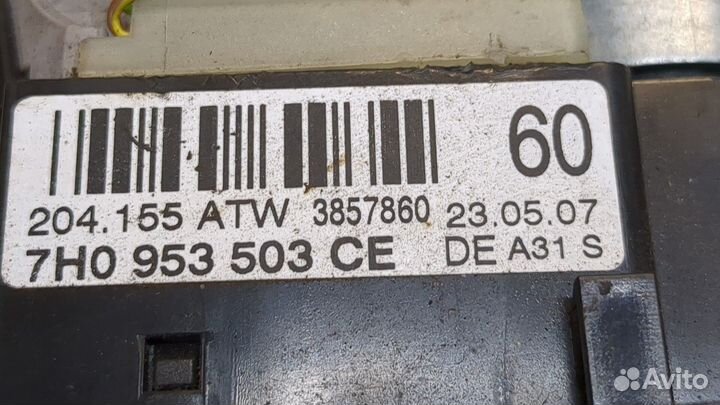 60
204.155 ATW 3857860 23.05.07
7H0 953 503 CE DE A31 S
Avito